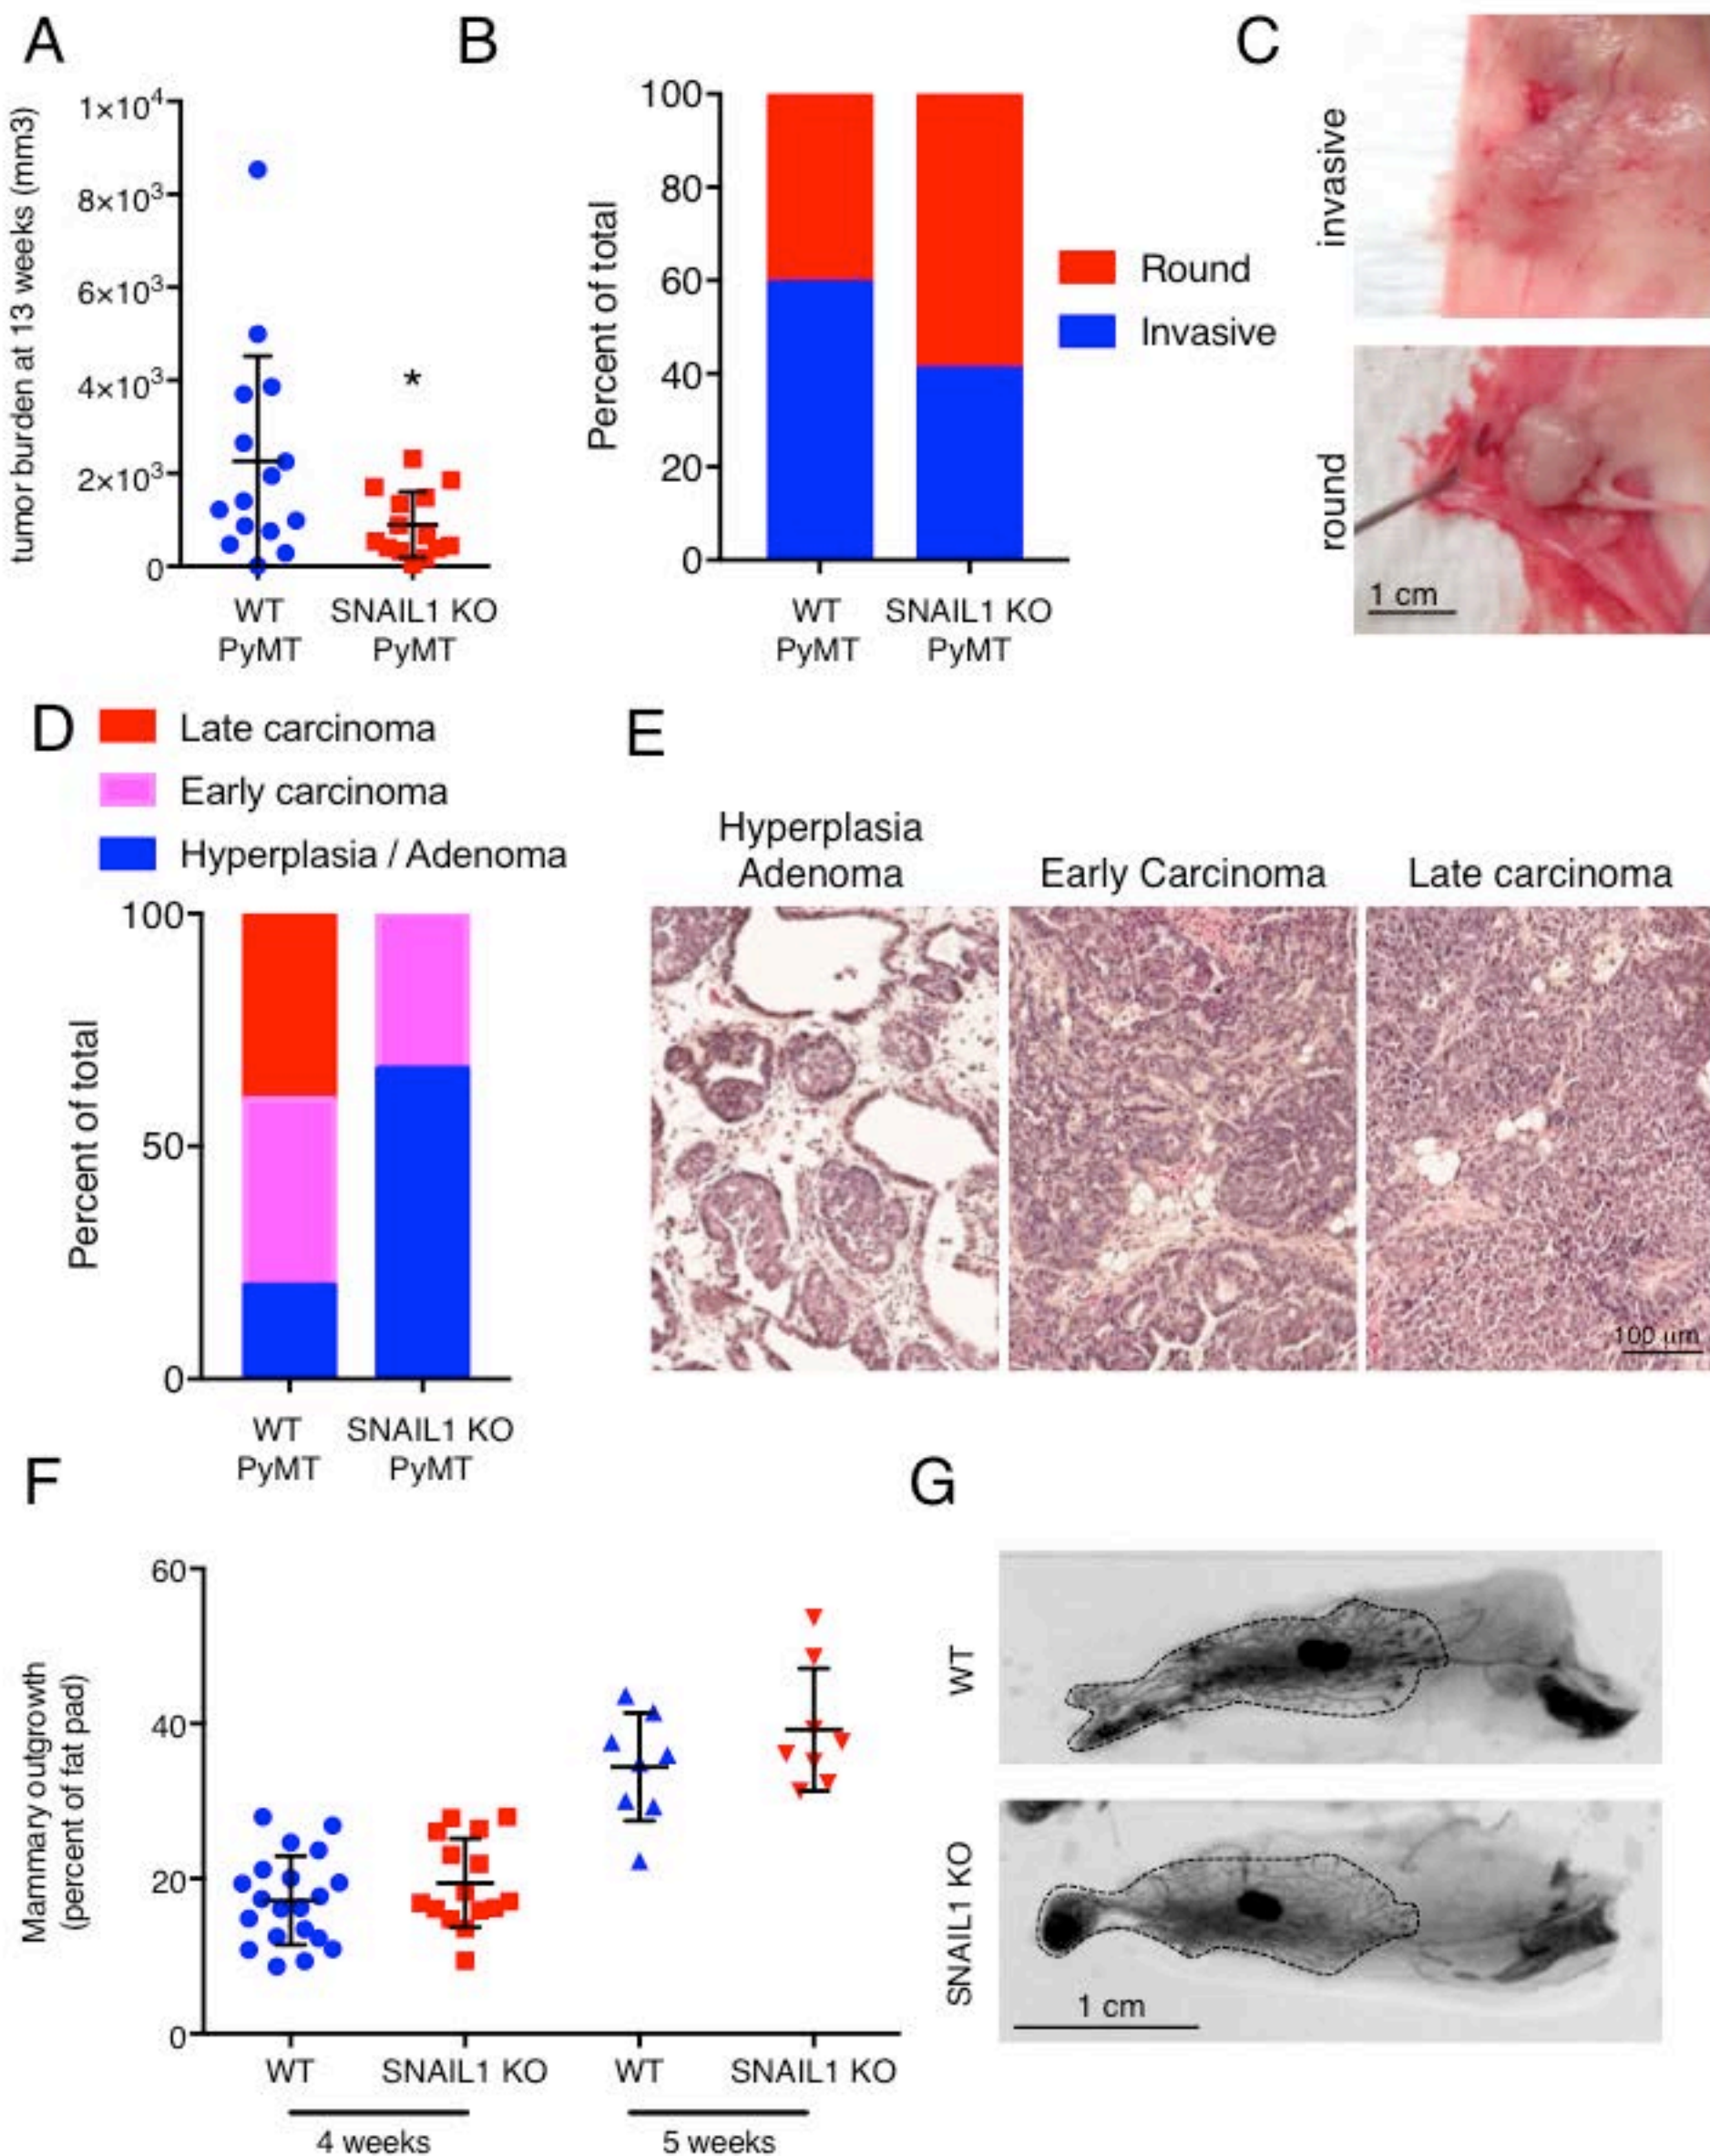 A
tumor burden at 13 weeks (mm3)
1×10⁴
8×10³
6×10³
4×10³
2×10³
0
*
WT
PyMT
SNAIL1 KO
PyMT
B
Percent of total
100
80
60
40
20
0
WT
PyMT
SNAIL1 KO
PyMT
Round
Invasive
C
invasive
round
1 cm
D
Late carcinoma
Early carcinoma
Hyperplasia / Adenoma
Percent of total
100
50
0
WT
PyMT
SNAIL1 KO
PyMT
E
Hyperplasia
Adenoma
Early Carcinoma
Late carcinoma
100 µm
F
Mammary outgrowth
(percent of fat pad)
60
40
20
0
WT
SNAIL1 KO
WT
SNAIL1 KO
4 weeks
5 weeks
G
WT
SNAIL1 KO
1 cm